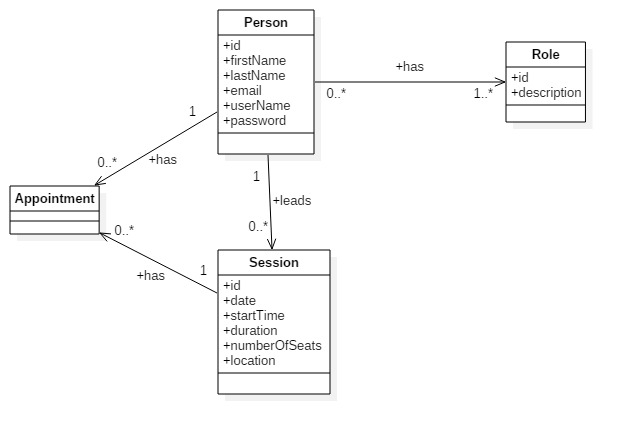 Person
+id
+firstName
+lastName
+email
+userName
+password
+has
0..*
1..*
Role
+id
+description
1
0..*
+has
Appointment
1
+leads
0..*
0..*
1
+has
Session
+id
+date
+startTime
+duration
+numberOfSeats
+location